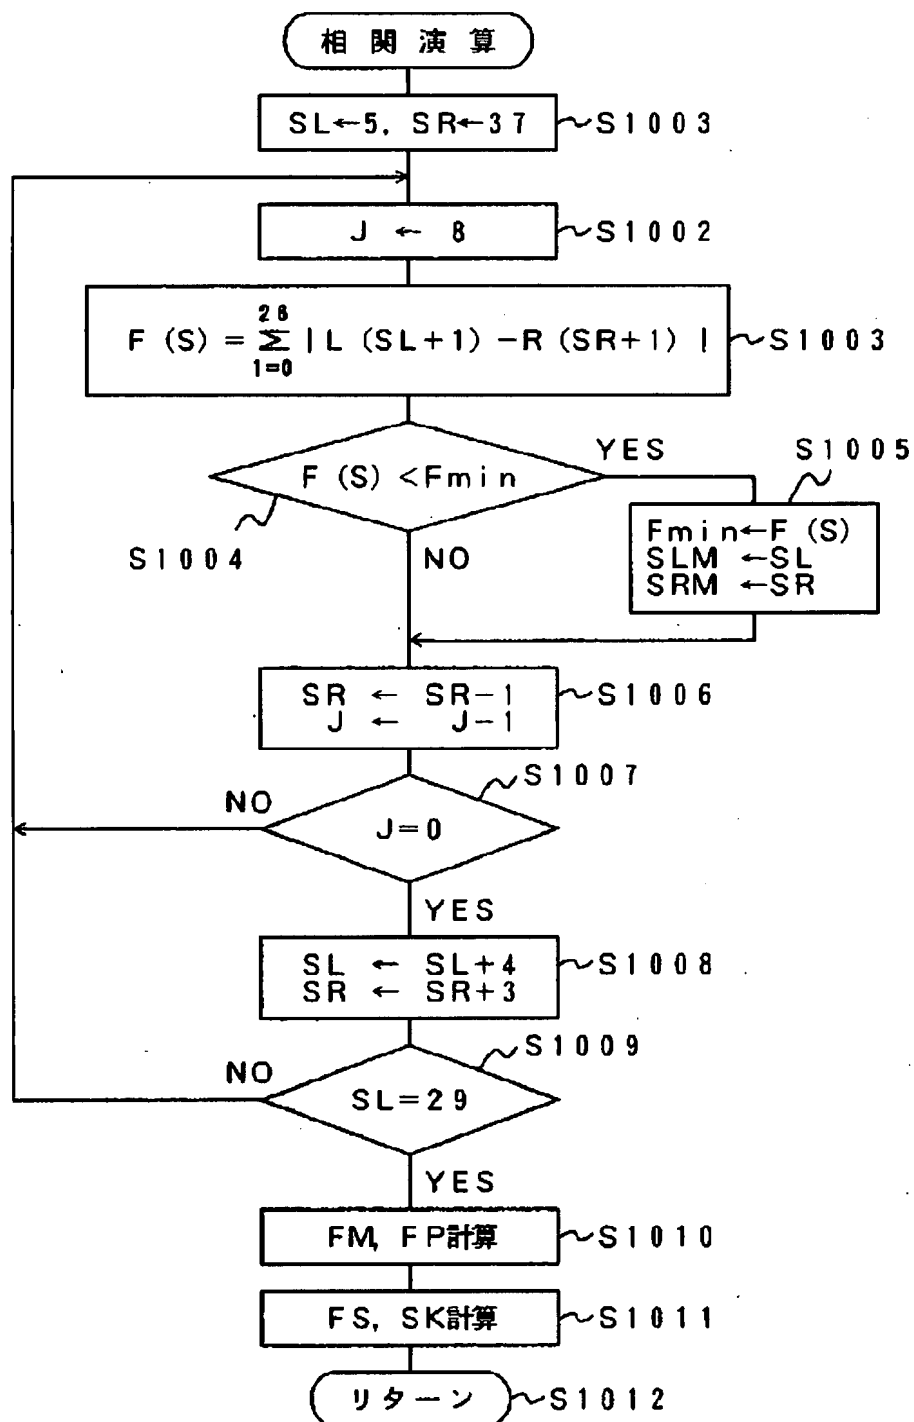 相関演算
SL←5, SR←37
S1003
J ← 8
S1002
26
F (S) = Σ |L (SL+1) −R (SR+1) |
1=0
S1003
F (S) <Fmin
YES
S1005
S1004
NO
Fmin←F (S)
SLM ←SL
SRM ←SR
SR ← SR−1
J ← J−1
S1006
S1007
NO
J=0
YES
SL ← SL+4
SR ← SR+3
S1008
S1009
NO
SL=29
YES
FM, FP計算
S1010
FS, SK計算
S1011
リターン
S1012